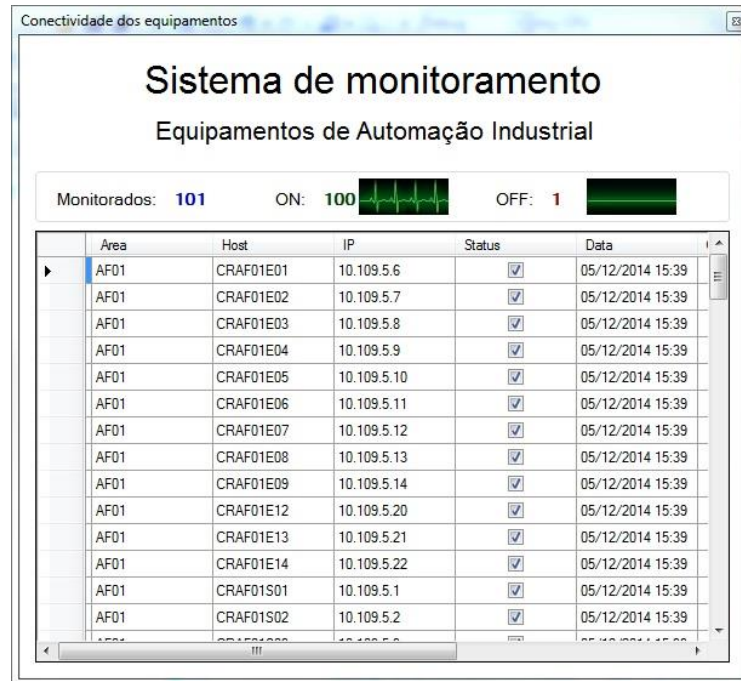 Conectividade dos equipamentos
Sistema de monitoramento
Equipamentos de Automação Industrial
Monitorados: 101 ON: 100 OFF: 1
Area Host IP Status Data
AF01 CRAF01E01 10.109.5.6 05/12/2014 15:39
AF01 CRAF01E02 10.109.5.7 05/12/2014 15:39
AF01 CRAF01E03 10.109.5.8 05/12/2014 15:39
AF01 CRAF01E04 10.109.5.9 05/12/2014 15:39
AF01 CRAF01E05 10.109.5.10 05/12/2014 15:39
AF01 CRAF01E06 10.109.5.11 05/12/2014 15:39
AF01 CRAF01E07 10.109.5.12 05/12/2014 15:39
AF01 CRAF01E08 10.109.5.13 05/12/2014 15:39
AF01 CRAF01E09 10.109.5.14 05/12/2014 15:39
AF01 CRAF01E12 10.109.5.20 05/12/2014 15:39
AF01 CRAF01E13 10.109.5.21 05/12/2014 15:39
AF01 CRAF01E14 10.109.5.22 05/12/2014 15:39
AF01 CRAF01S01 10.109.5.1 05/12/2014 15:39
AF01 CRAF01S02 10.109.5.2 05/12/2014 15:39